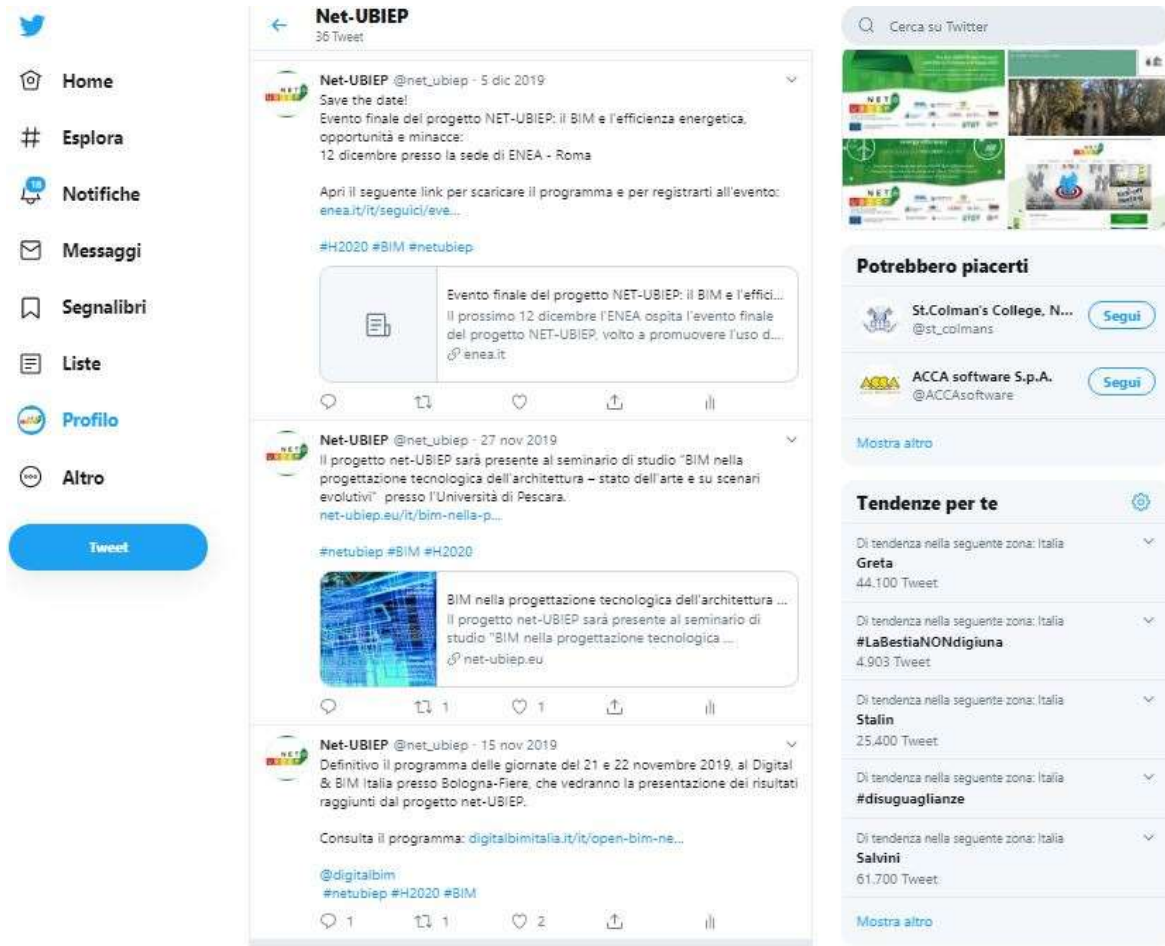 Home
Esplora
18
Notifiche
Messaggi
Segnalibri
Liste
Profilo
Altro
Tweet
Net-UBIEP
36 Tweet
Net-UBIEP @net_ubiep · 5 dic 2019
Save the date!
Evento finale del progetto NET-UBIEP: il BIM e l'efficienza energetica,
opportunità e minacce:
12 dicembre presso la sede di ENEA - Roma
Apri il seguente link per scaricare il programma e per registrarti all'evento:
enea.it/it/seguici/eve...
#H2020 #BIM #netubiep
Evento finale del progetto NET-UBIEP: il BIM e l'effici...
Il prossimo 12 dicembre l'ENEA ospita l'evento finale
del progetto NET-UBIEP, volto a promuovere l'uso d...
enea.it
Net-UBIEP @net_ubiep · 27 nov 2019
Il progetto net-UBIEP sarà presente al seminario di studio "BIM nella
progettazione tecnologica dell'architettura – stato dell'arte e su scenari
evolutivi" presso l'Università di Pescara.
net-ubiep.eu/it/bim-nella-p...
#netubiep #BIM #H2020
BIM nella progettazione tecnologica dell'architettura ...
Il progetto net-UBIEP sarà presente al seminario di
studio "BIM nella progettazione tecnologica ...
net-ubiep.eu
1 1
Net-UBIEP @net_ubiep · 15 nov 2019
Definitivo il programma delle giornate del 21 e 22 novembre 2019, al Digital
& BIM Italia presso Bologna-Fiere, che vedranno la presentazione dei risultati
raggiunti dal progetto net-UBIEP.
Consulta il programma: digitalbimitalia.it/it/open-bim-ne...
@digitalbim
#netubiep #H2020 #BIM
1 1 2
Cerca su Twitter
Potrebbero piacerti
St.Colman's College, N...
@st_colmans
Segui
ACCA software S.p.A.
@ACCAsoftware
Segui
Mostra altro
Tendenze per te
Di tendenza nella seguente zona: Italia
Greta
44.100 Tweet
Di tendenza nella seguente zona: Italia
#LaBestiaNONdigiuna
4.903 Tweet
Di tendenza nella seguente zona: Italia
Stalin
25.400 Tweet
Di tendenza nella seguente zona: Italia
#disuguaglianze
Di tendenza nella seguente zona: Italia
Salvini
61.700 Tweet
Mostra altro